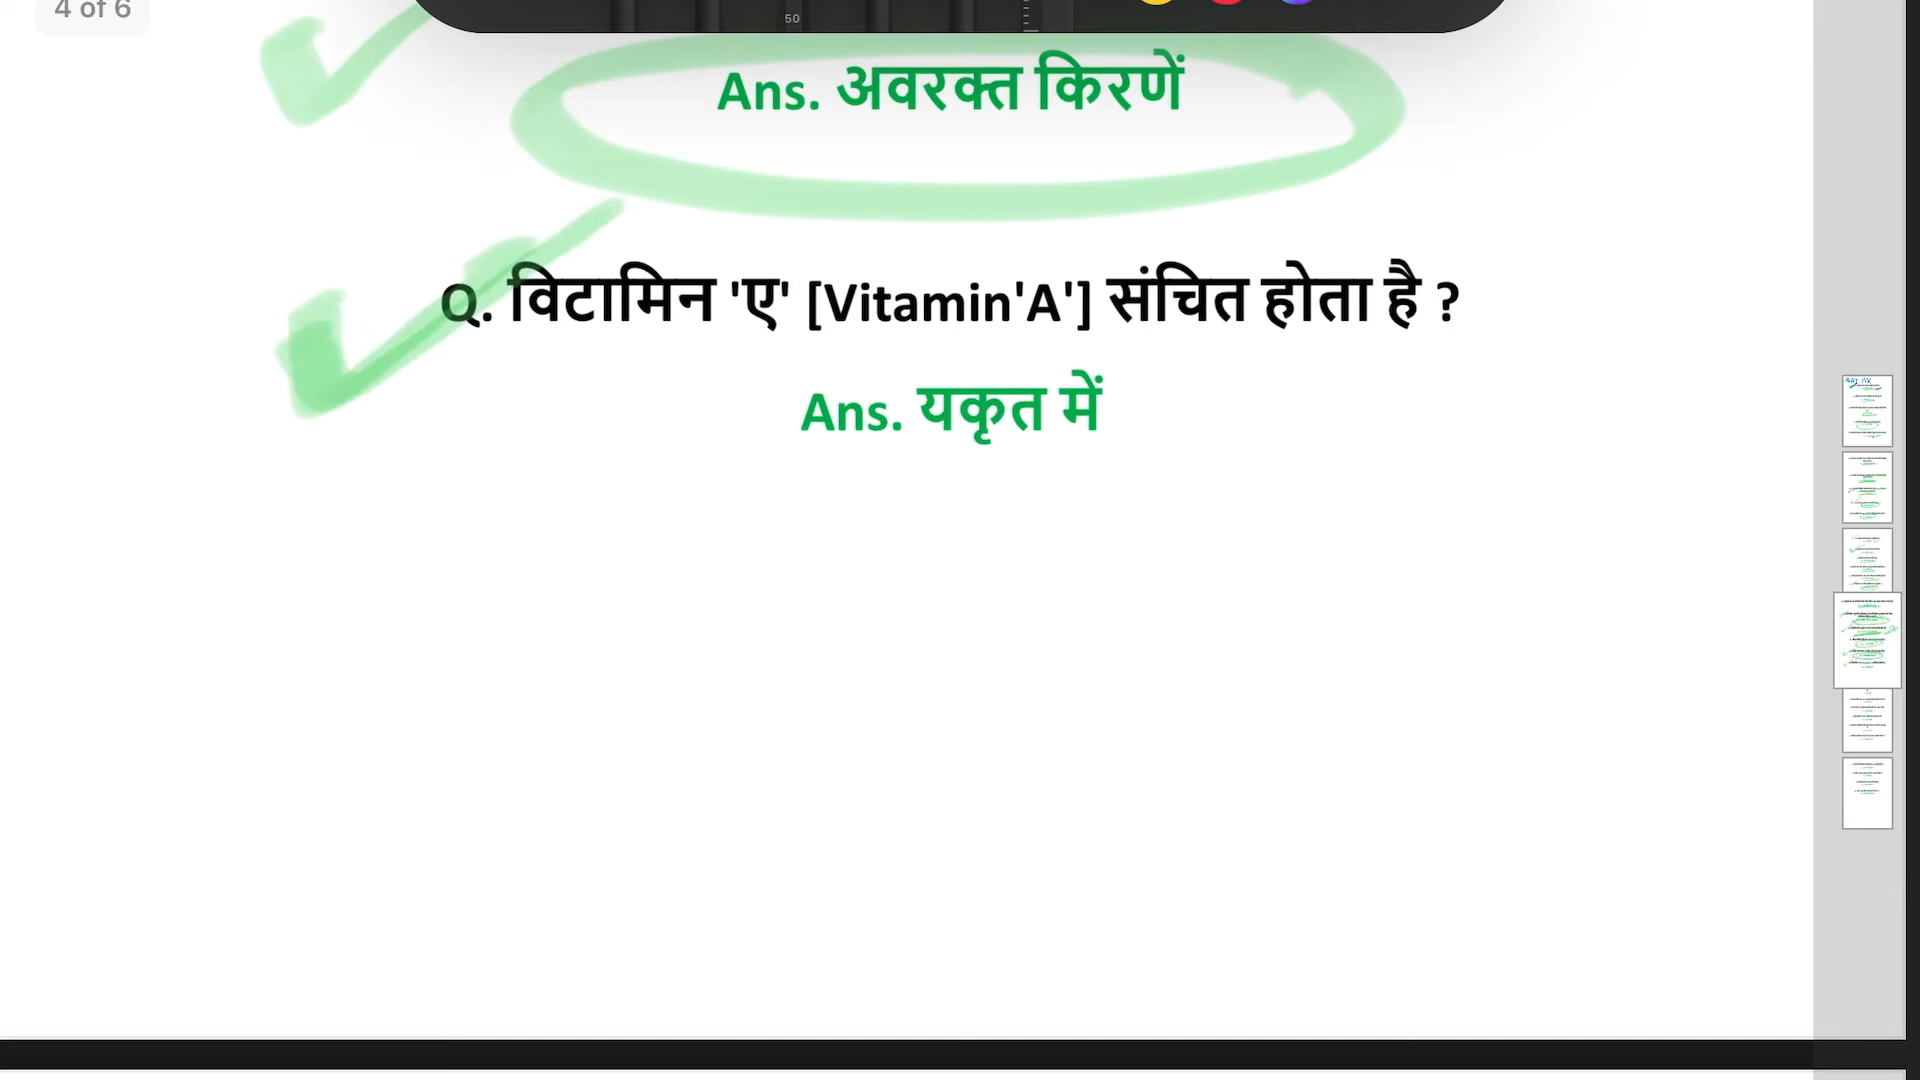 4 of 6
50
Ans. अवरक्त किरणें
Q. विटामिन 'ए' [Vitamin'A'] संचित होता है ?
Ans. यकृत में